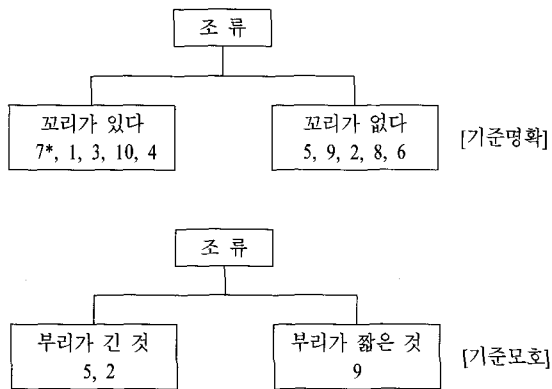 조 류
꼬리가 있다 꼬리가 없다
7*, 1, 3, 10, 4 5, 9, 2, 8, 6 [기준명확]
조 류
부리가 긴 것 부리가 짧은 것
5, 2 9 [기준모호]